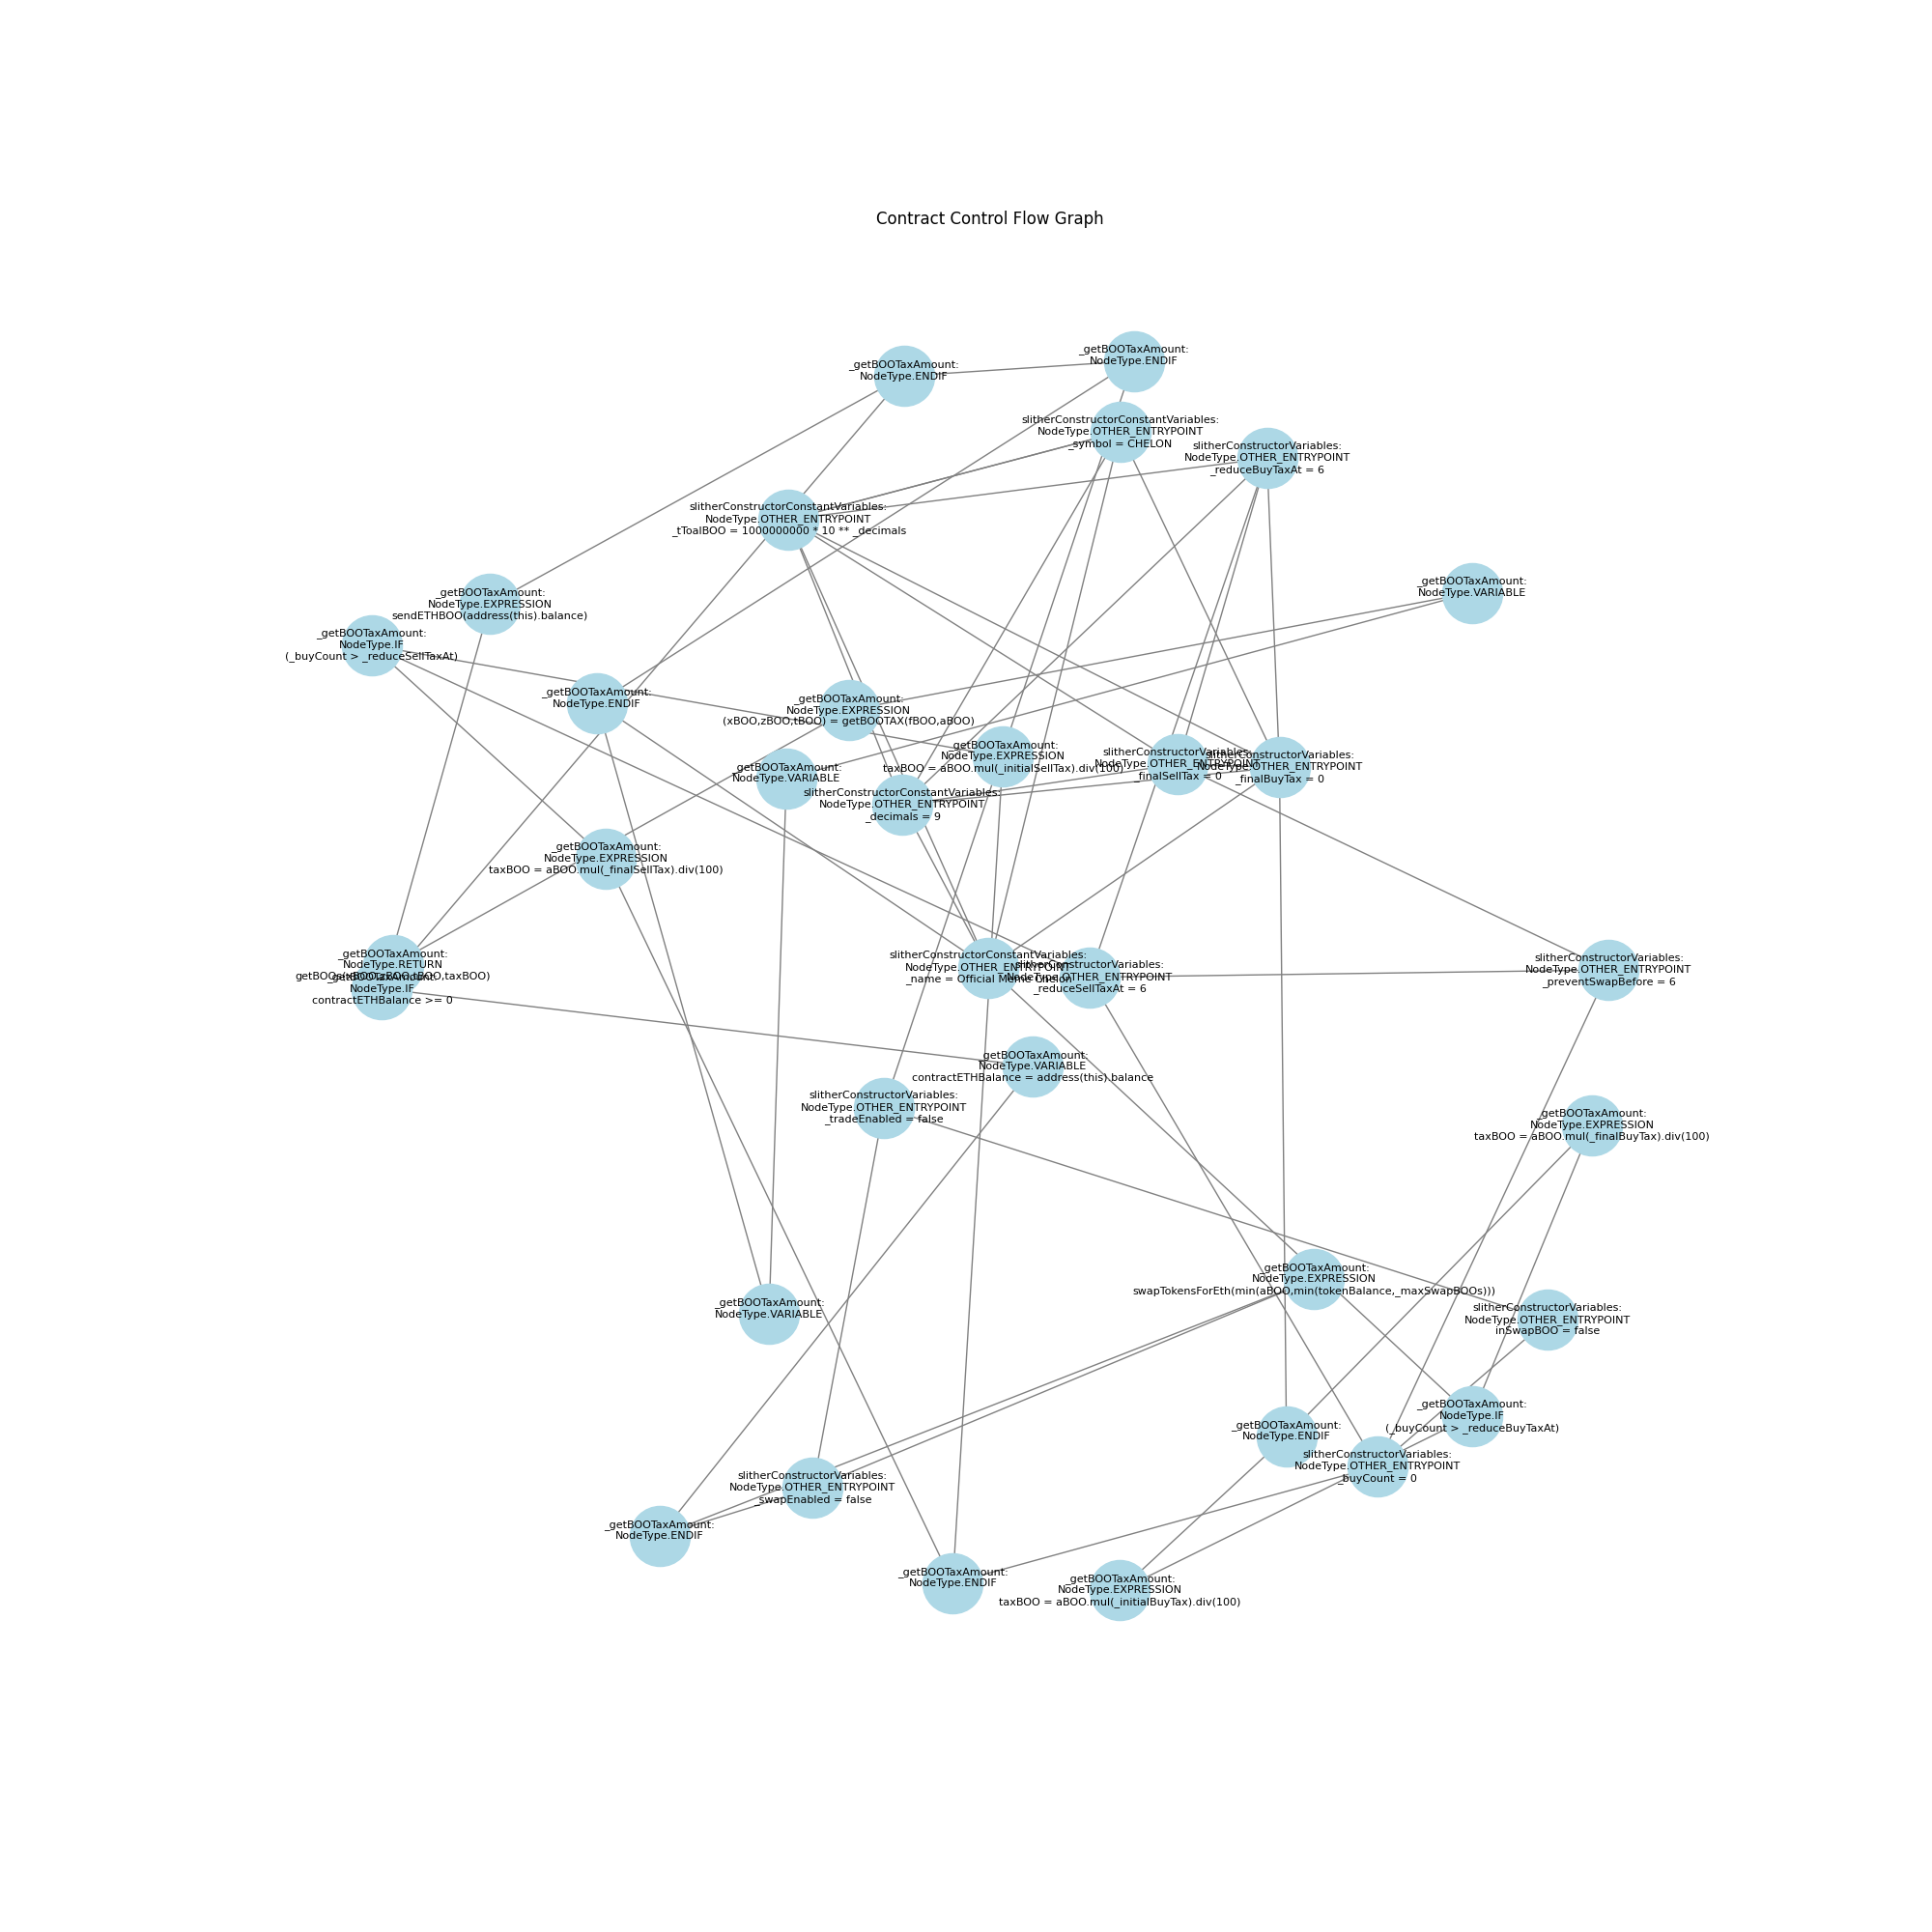 Contract Control Flow Graph
_getBOOTaxAmount:
NodeType.ENDIF
_getBOOTaxAmount:
NodeType.ENDIF
slitherConstructorConstantVariables:
NodeType.OTHER_ENTRYPOINT
_symbol = CHELON
slitherConstructorVariables:
NodeType.OTHER_ENTRYPOINT
_reduceBuyTaxAt = 6
slitherConstructorConstantVariables:
NodeType.OTHER_ENTRYPOINT
_tToalBOO = 1000000000 * 10 ** _decimals
_getBOOTaxAmount:
NodeType.VARIABLE
_getBOOTaxAmount:
NodeType.EXPRESSION
sendETHBOO(address(this).balance)
_getBOOTaxAmount:
NodeType.IF
(_buyCount > _reduceSellTaxAt)
_getBOOTaxAmount:
NodeType.ENDIF
_getBOOTaxAmount:
NodeType.EXPRESSION
(xBOO,zBOO,tBOO) = getBOOTAX(fBOO,aBOO)
_getBOOTaxAmount:
NodeType.EXPRESSION
taxBOO = aBOO.mul(_initialSellTax).div(100)
slitherConstructorVariables:
NodeType.OTHER_ENTRYPOINT
_finalSellTax = 0
slitherConstructorVariables:
NodeType.OTHER_ENTRYPOINT
_finalBuyTax = 0
_getBOOTaxAmount:
NodeType.VARIABLE
slitherConstructorConstantVariables:
NodeType.OTHER_ENTRYPOINT
_decimals = 9
_getBOOTaxAmount:
NodeType.EXPRESSION
taxBOO = aBOO.mul(_finalSellTax).div(100)
_getBOOTaxAmount:
NodeType.RETURN
getBOOs(xBOO,zBOO,tBOO,taxBOO)
_getBOOTaxAmount:
NodeType.IF
contractETHBalance >= 0
slitherConstructorConstantVariables:
NodeType.OTHER_ENTRYPOINT
_name = Official Meme Chelon
slitherConstructorVariables:
NodeType.OTHER_ENTRYPOINT
_reduceSellTaxAt = 6
slitherConstructorVariables:
NodeType.OTHER_ENTRYPOINT
_preventSwapBefore = 6
_getBOOTaxAmount:
NodeType.VARIABLE
contractETHBalance = address(this).balance
slitherConstructorVariables:
NodeType.OTHER_ENTRYPOINT
_tradeEnabled = false
_getBOOTaxAmount:
NodeType.EXPRESSION
taxBOO = aBOO.mul(_finalBuyTax).div(100)
_getBOOTaxAmount:
NodeType.EXPRESSION
swapTokensForEth(min(aBOO,min(tokenBalance,_maxSwapBOOs)))
_getBOOTaxAmount:
NodeType.VARIABLE
slitherConstructorVariables:
NodeType.OTHER_ENTRYPOINT
inSwapBOO = false
_getBOOTaxAmount:
NodeType.IF
(_buyCount > _reduceBuyTaxAt)
_getBOOTaxAmount:
NodeType.ENDIF
slitherConstructorVariables:
NodeType.OTHER_ENTRYPOINT
_buyCount = 0
slitherConstructorVariables:
NodeType.OTHER_ENTRYPOINT
_swapEnabled = false
_getBOOTaxAmount:
NodeType.ENDIF
_getBOOTaxAmount:
NodeType.ENDIF
_getBOOTaxAmount:
NodeType.EXPRESSION
taxBOO = aBOO.mul(_initialBuyTax).div(100)